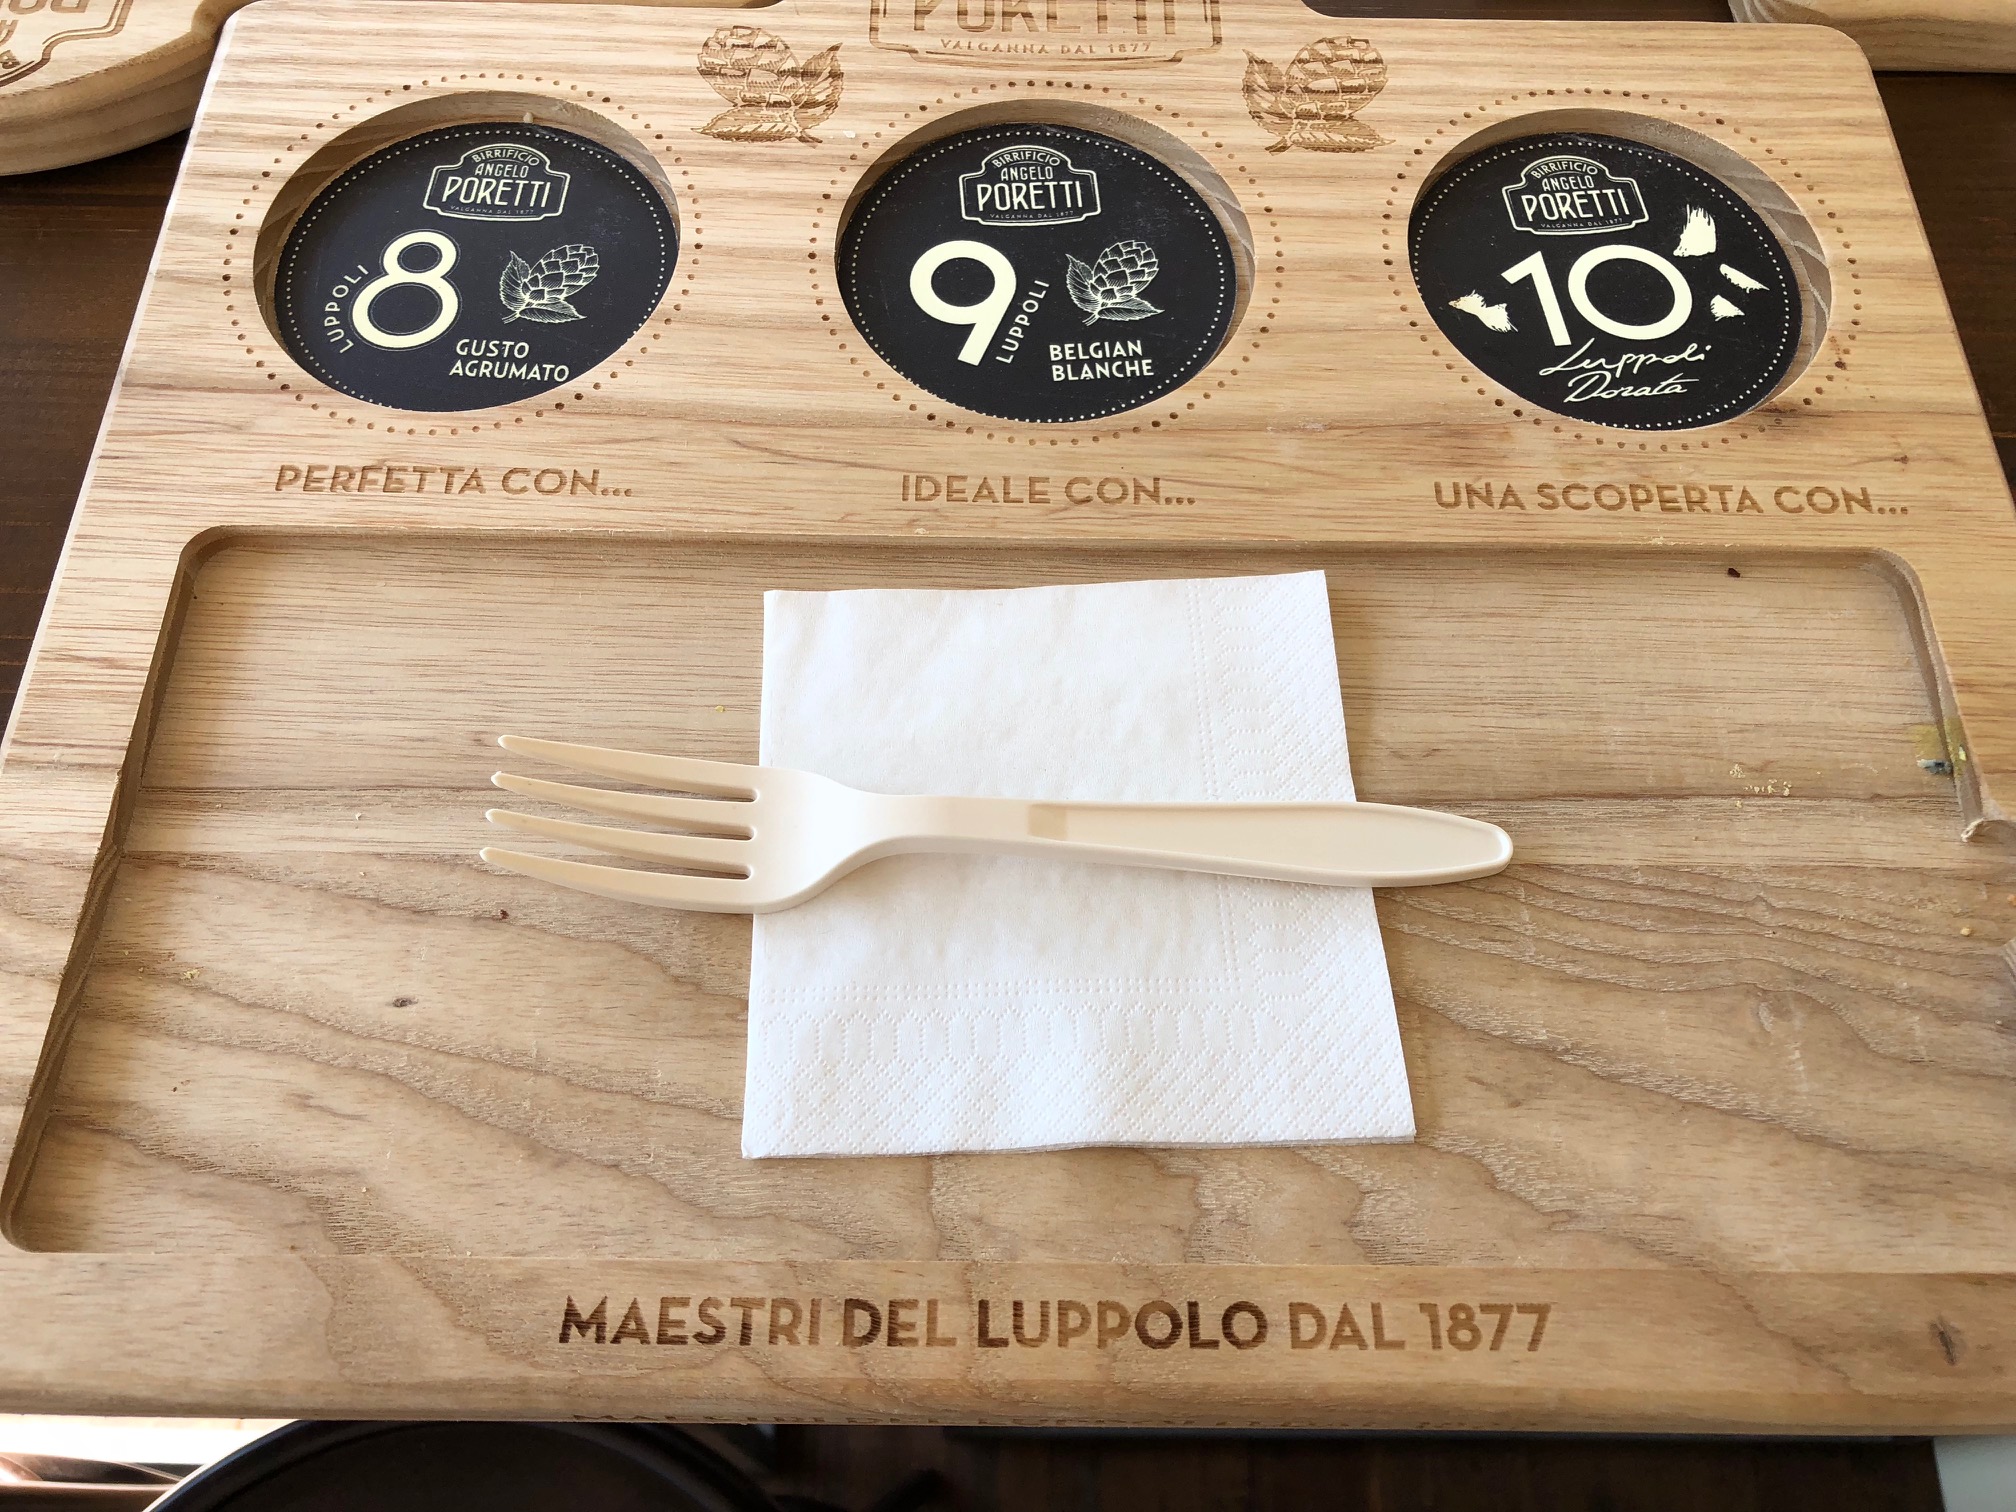 PORETTI
VALGANNA DAL 1877
BIRRIFICIO
ANGELO
PORETTI
VALGANNA DAL 1877
LUPPOLI
8
GUSTO
AGRUMATO
BIRRIFICIO
ANGELO
PORETTI
VALGANNA DAL 1877
9
LUPPOLI
BELGIAN
BLANCHE
BIRRIFICIO
ANGELO
PORETTI
VALGANNA DAL 1877
10
Luppoli
Dorata
PERFETTA CON...
IDEALE CON...
UNA SCOPERTA CON...
MAESTRI DEL LUPPOLO DAL 1877